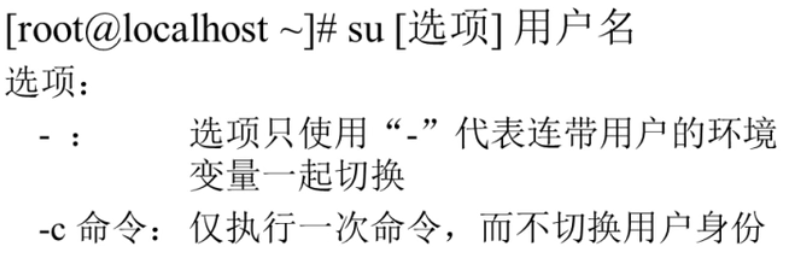 [root@localhost ~]# su [选项] 用户名
选项：
- ： 选项只使用“-”代表连带用户的环境
变量一起切换
-c 命令： 仅执行一次命令，而不切换用户身份